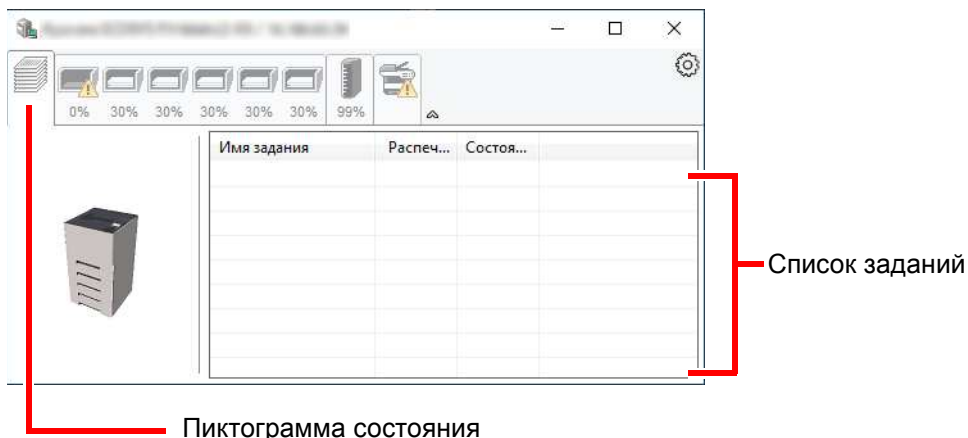 0% 30% 30% 30% 30% 30% 99%
Имя задания Распеч... Состоя...
Список заданий
Пиктограмма состояния